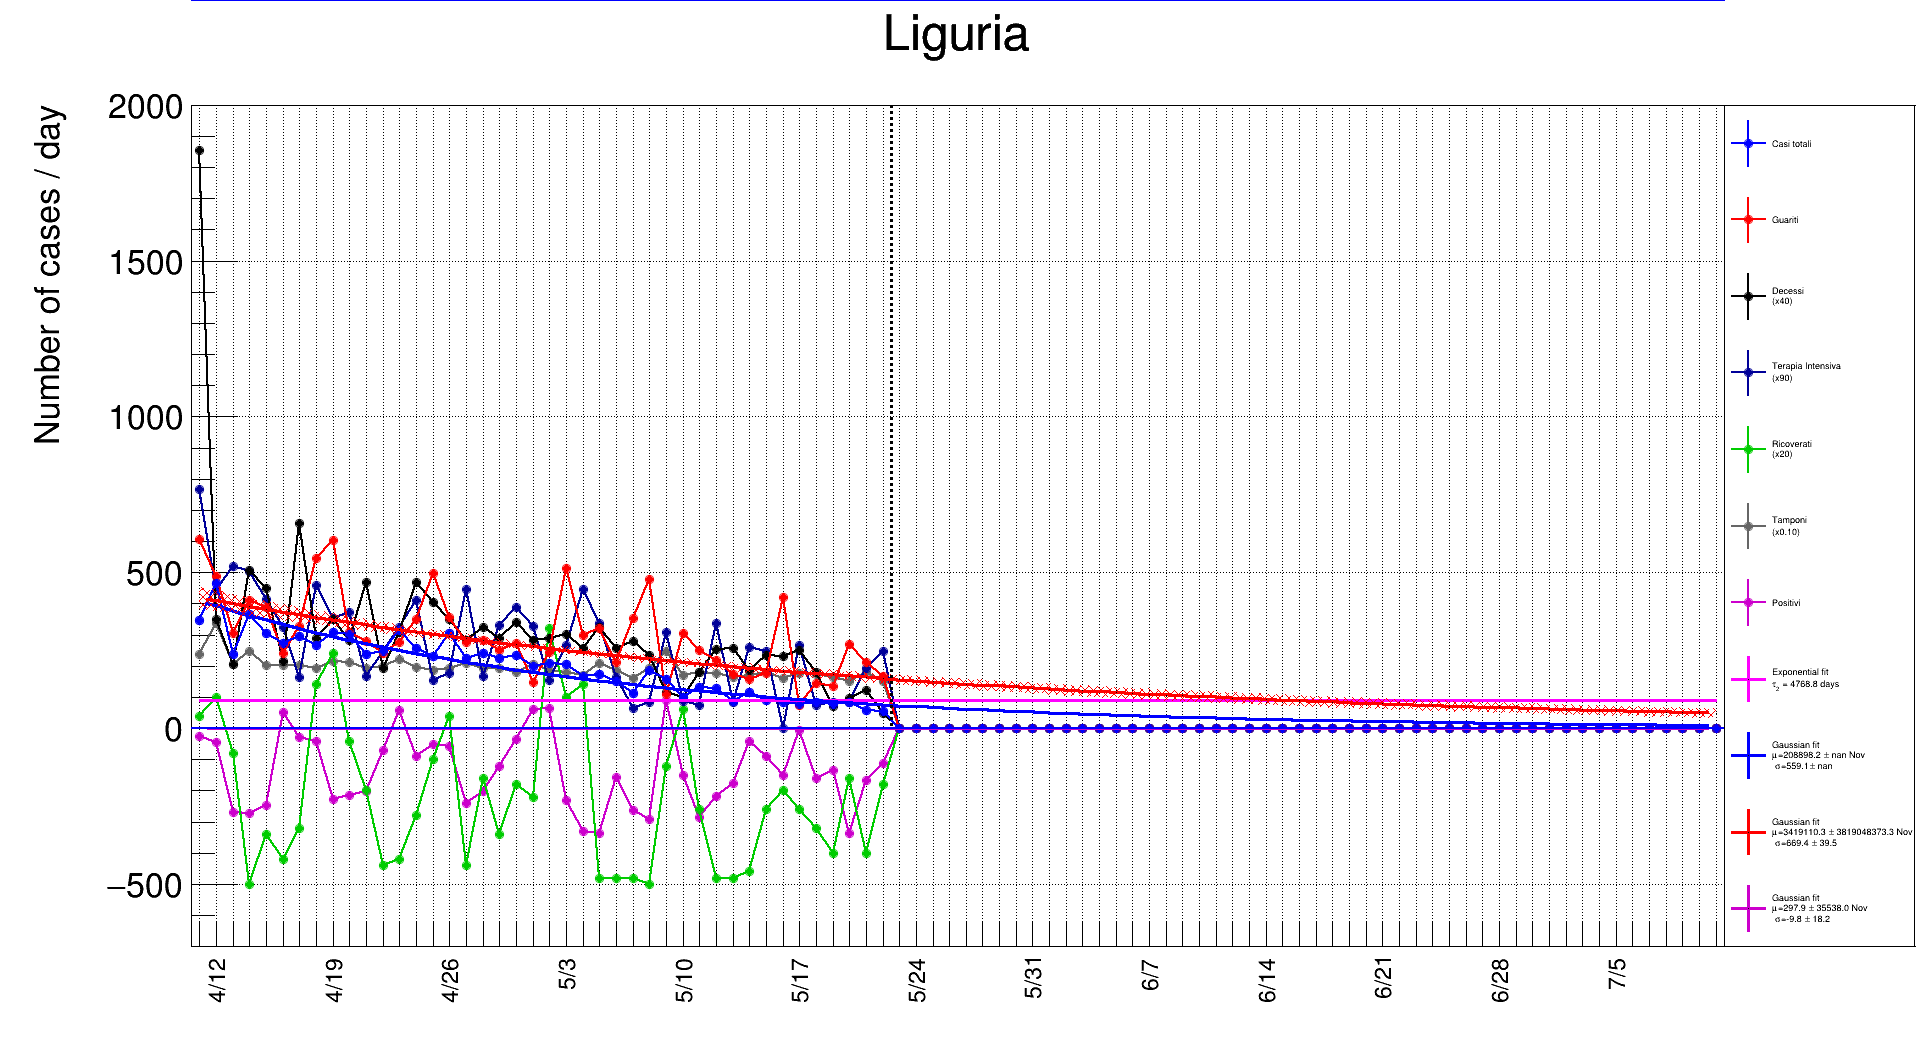 Liguria
Number of cases / day
2000
1500
1000
500
0
−500
4/12
4/19
4/26
5/3
5/10
5/17
5/24
5/31
6/7
6/14
6/21
6/28
7/5
Casi totali
Guariti
Decessi
(x40)
Terapia Intensiva
(x90)
Ricoverati
(x20)
Tamponi
(x0.10)
Positivi
Exponential fit
τ₂ = 4768.8 days
Gaussian fit
μ=208898.2 ± nan Nov
σ=559.1± nan
Gaussian fit
μ=3419110.3 ± 3819048373.3 Nov
σ=669.4 ± 39.5
Gaussian fit
μ=297.9 ± 35538.0 Nov
σ=-9.8 ± 18.2